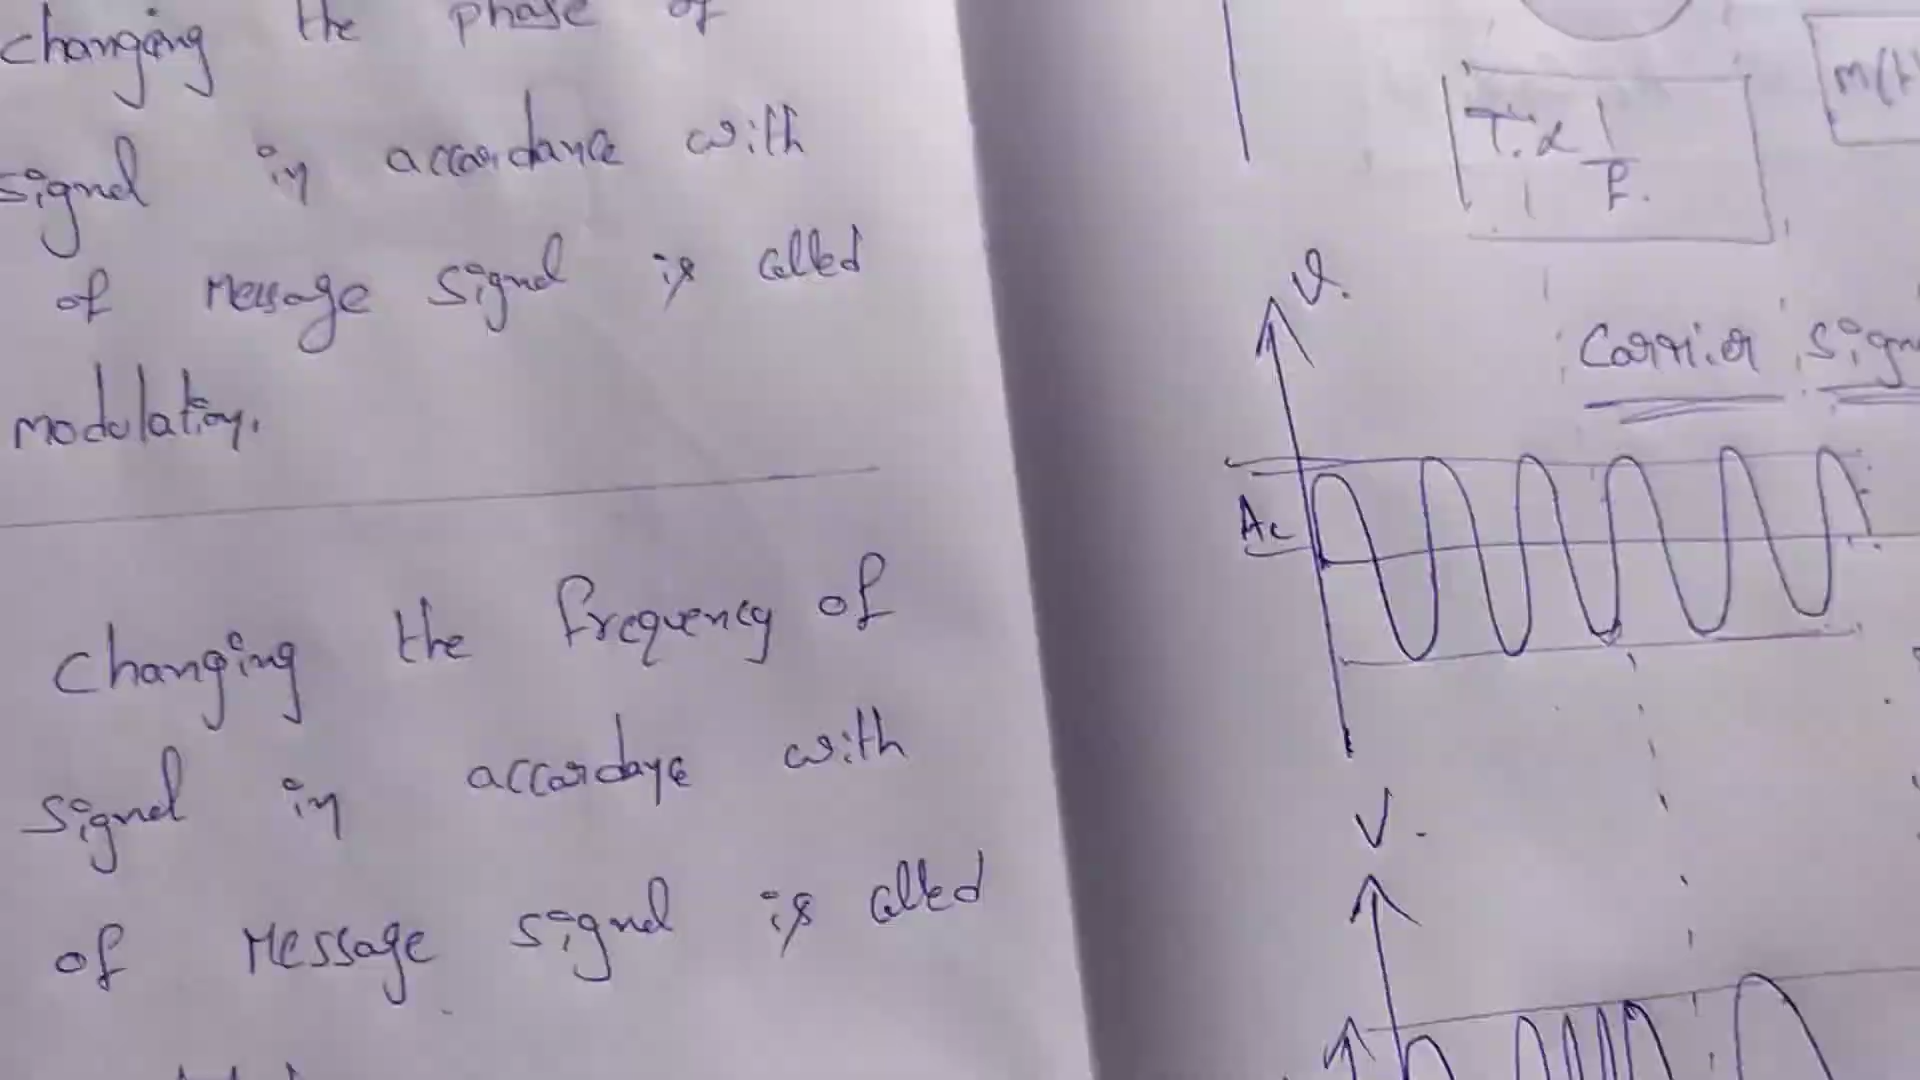 changing the phase of
signal in accordance with
of message signal is called
modulation.
changing the frequency of
signal in accordance with
of message signal is called
T ∝ 1/F.
m(t)
V.
Carrier Sign
Ac
V.